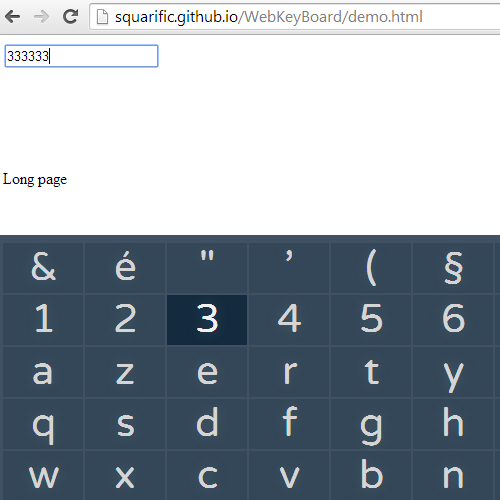 squarific.github.io/WebKeyBoard/demo.html
333333
Long page
& é " ’ ( §
1 2 3 4 5 6
a z e r t y
q s d f g h
w x c v b n